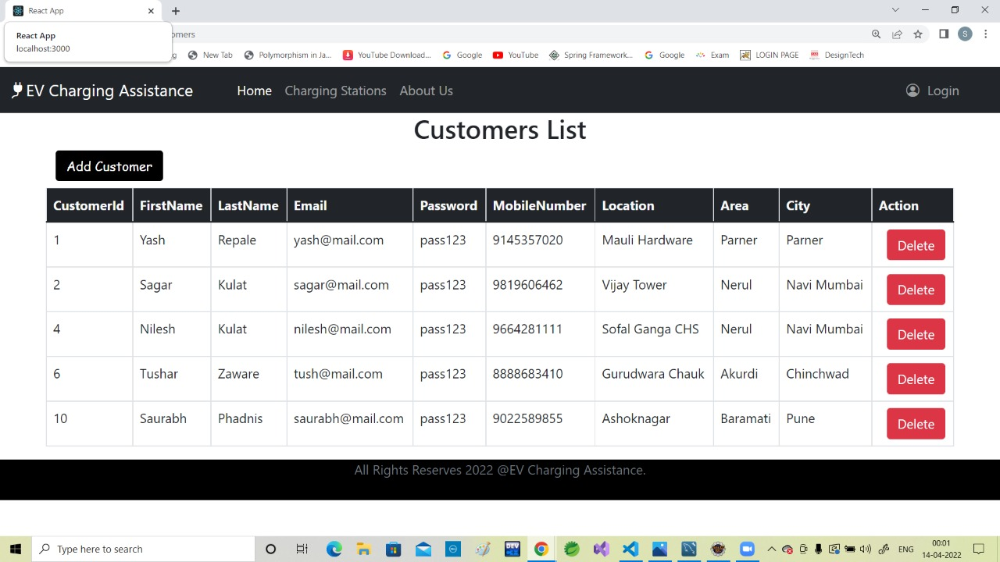 React App
React App
localhost:3000
omers
S
g New Tab Polymorphism in Ja... YouTube Download... Google YouTube Spring Framework... Google Exam LOGIN PAGE DesignTech
EV Charging Assistance Home Charging Stations About Us Login
Customers List
Add Customer
CustomerId FirstName LastName Email Password MobileNumber Location Area City Action
1 Yash Repale yash@mail.com pass123 9145357020 Mauli Hardware Parner Parner Delete
2 Sagar Kulat sagar@mail.com pass123 9819606462 Vijay Tower Nerul Navi Mumbai Delete
4 Nilesh Kulat nilesh@mail.com pass123 9664281111 Sofal Ganga CHS Nerul Navi Mumbai Delete
6 Tushar Zaware tush@mail.com pass123 8888683410 Gurudwara Chauk Akurdi Chinchwad Delete
10 Saurabh Phadnis saurabh@mail.com pass123 9022589855 Ashoknagar Baramati Pune Delete
All Rights Reserves 2022 @EV Charging Assistance.
Type here to search DEV ENG 00:01
14-04-2022